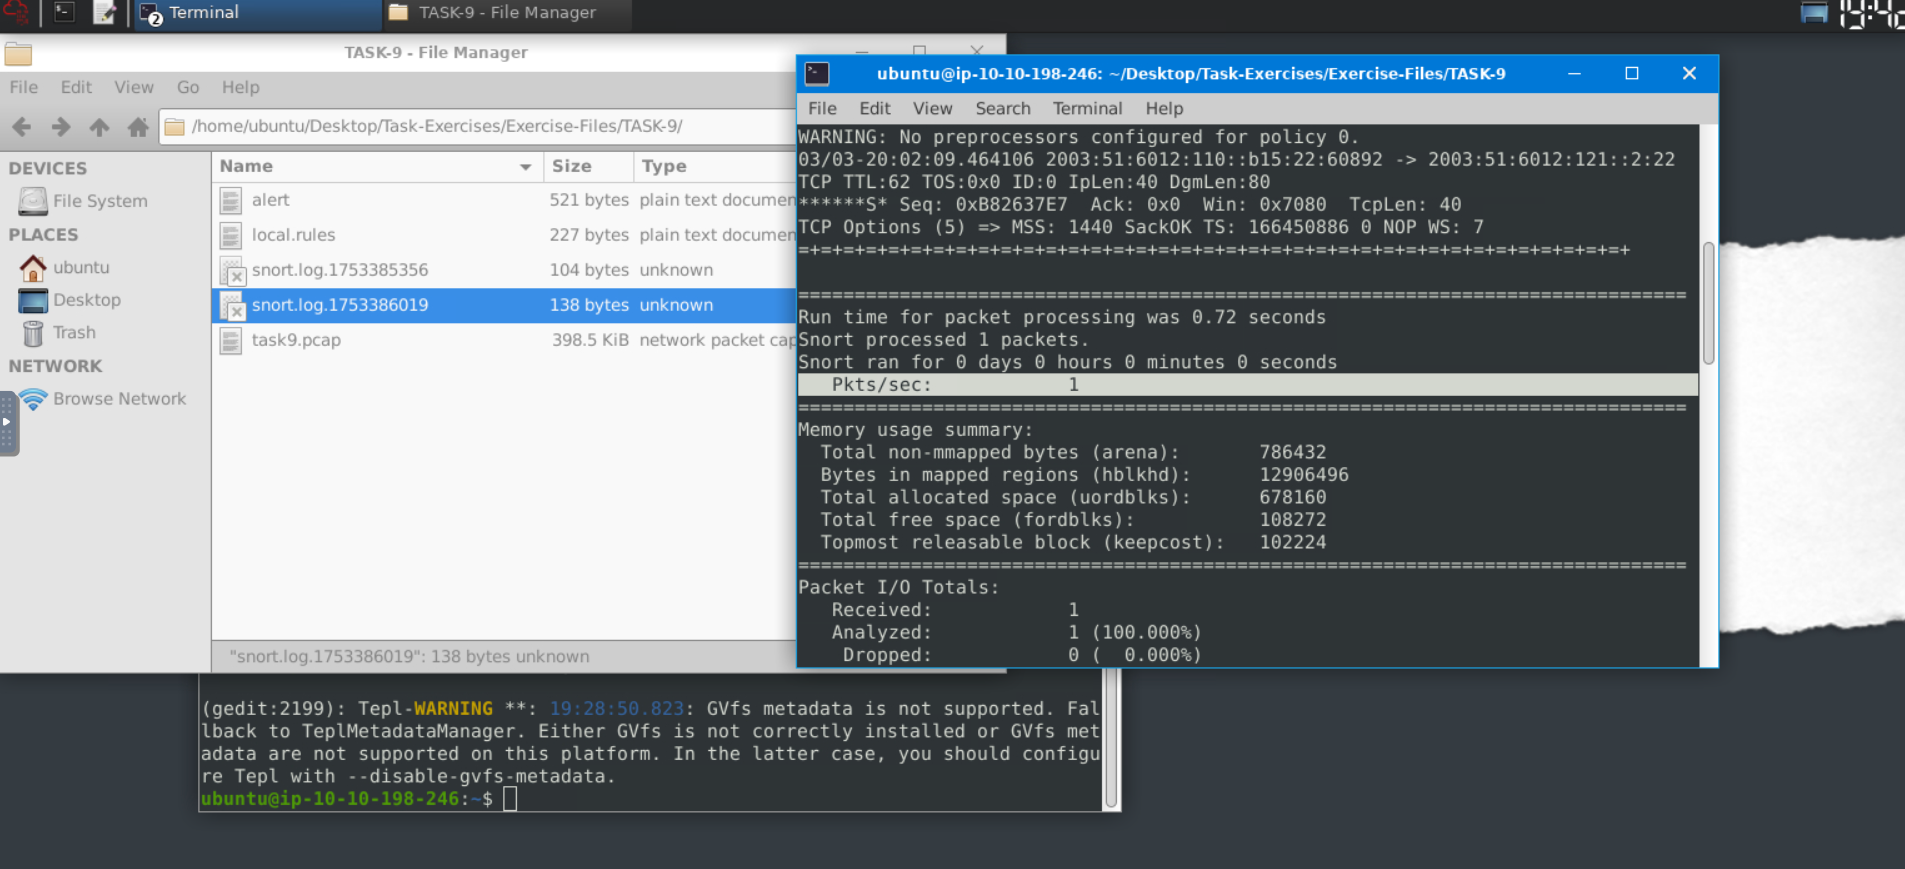 2 Terminal
TASK-9 - File Manager
TASK-9 - File Manager
File Edit View Go Help
/home/ubuntu/Desktop/Task-Exercises/Exercise-Files/TASK-9/
DEVICES
File System
PLACES
ubuntu
Desktop
Trash
NETWORK
Browse Network
Name Size Type
alert 521 bytes plain text documen
local.rules 227 bytes plain text documen
snort.log.1753385356 104 bytes unknown
snort.log.1753386019 138 bytes unknown
task9.pcap 398.5 KiB network packet cap
"snort.log.1753386019": 138 bytes unknown
ubuntu@ip-10-10-198-246: ~/Desktop/Task-Exercises/Exercise-Files/TASK-9
File Edit View Search Terminal Help
WARNING: No preprocessors configured for policy 0.
03/03-20:02:09.464106 2003:51:6012:110::b15:22:60892 -> 2003:51:6012:121::2:22
TCP TTL:62 TOS:0x0 ID:0 IpLen:40 DgmLen:80
******S* Seq: 0xB82637E7  Ack: 0x0  Win: 0x7080  TcpLen: 40
TCP Options (5) => MSS: 1440 SackOK TS: 166450886 0 NOP WS: 7
=+=+=+=+=+=+=+=+=+=+=+=+=+=+=+=+=+=+=+=+=+=+=+=+=+=+=+=+=+=+=+=+=+=+=+=+=+
===============================================================================
Run time for packet processing was 0.72 seconds
Snort processed 1 packets.
Snort ran for 0 days 0 hours 0 minutes 0 seconds
Pkts/sec: 1
===============================================================================
Memory usage summary:
Total non-mmapped bytes (arena): 786432
Bytes in mapped regions (hblkhd): 12906496
Total allocated space (uordblks): 678160
Total free space (fordblks): 108272
Topmost releasable block (keepcost): 102224
===============================================================================
Packet I/O Totals:
Received: 1
Analyzed: 1 (100.000%)
Dropped: 0 (  0.000%)
(gedit:2199): Tepl-WARNING **: 19:28:50.823: GVfs metadata is not supported. Fal
lback to TeplMetadataManager. Either GVfs is not correctly installed or GVfs met
adata are not supported on this platform. In the latter case, you should configu
re Tepl with --disable-gvfs-metadata.
ubuntu@ip-10-10-198-246:~$